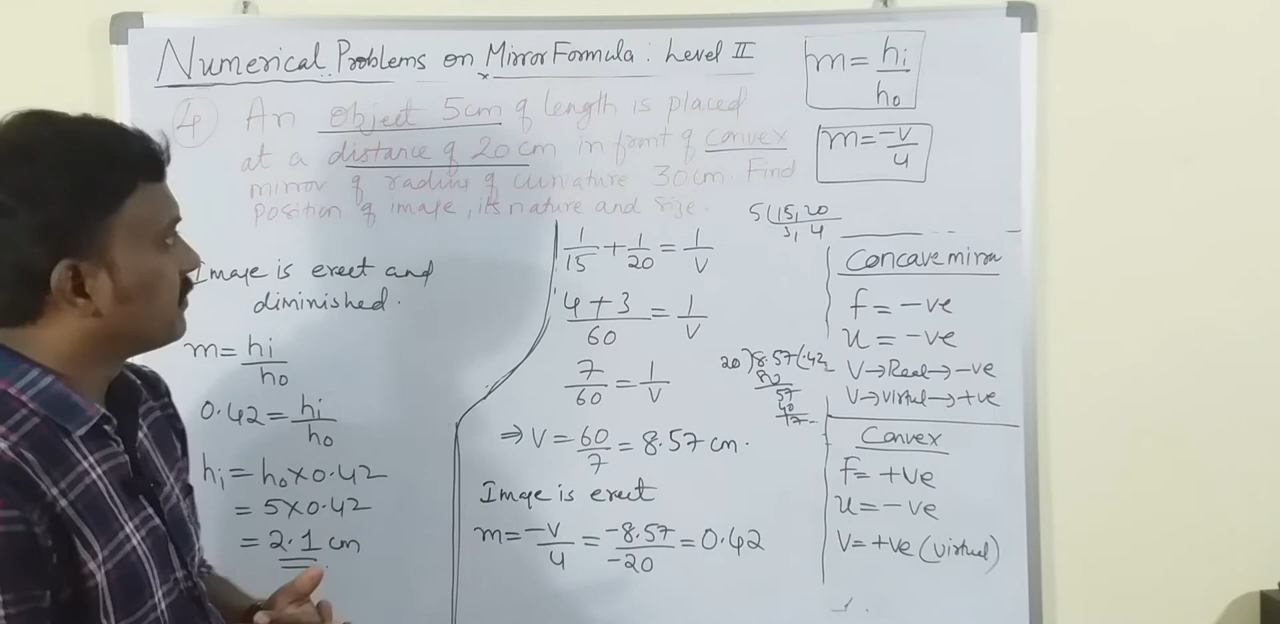 Numerical Problems on Mirror Formula: Level II
4 An object 5cm of length is placed
at a distance of 20cm in front of convex
mirror of radius of curvature 30cm. Find
position of image, its nature and size.
m = hi/ho
m = -v/u
Image is erect and
diminished.
m = hi/ho
0.42 = hi/ho
hi = ho×0.42
= 5×0.42
= 2.1 cm
1/15 + 1/20 = 1/v
5(15, 20
3, 4
4+3/60 = 1/v
7/60 = 1/v
20)8.57(.42
80
57
40
17
⇒ V = 60/7 = 8.57 cm.
Image is erect
m = -v/u = -8.57/-20 = 0.42
Concave mirror
f = -ve
u = -ve
V→Real→-ve
V→virtual→+ve
Convex
f = +ve
u = -ve
V = +ve (virtual)